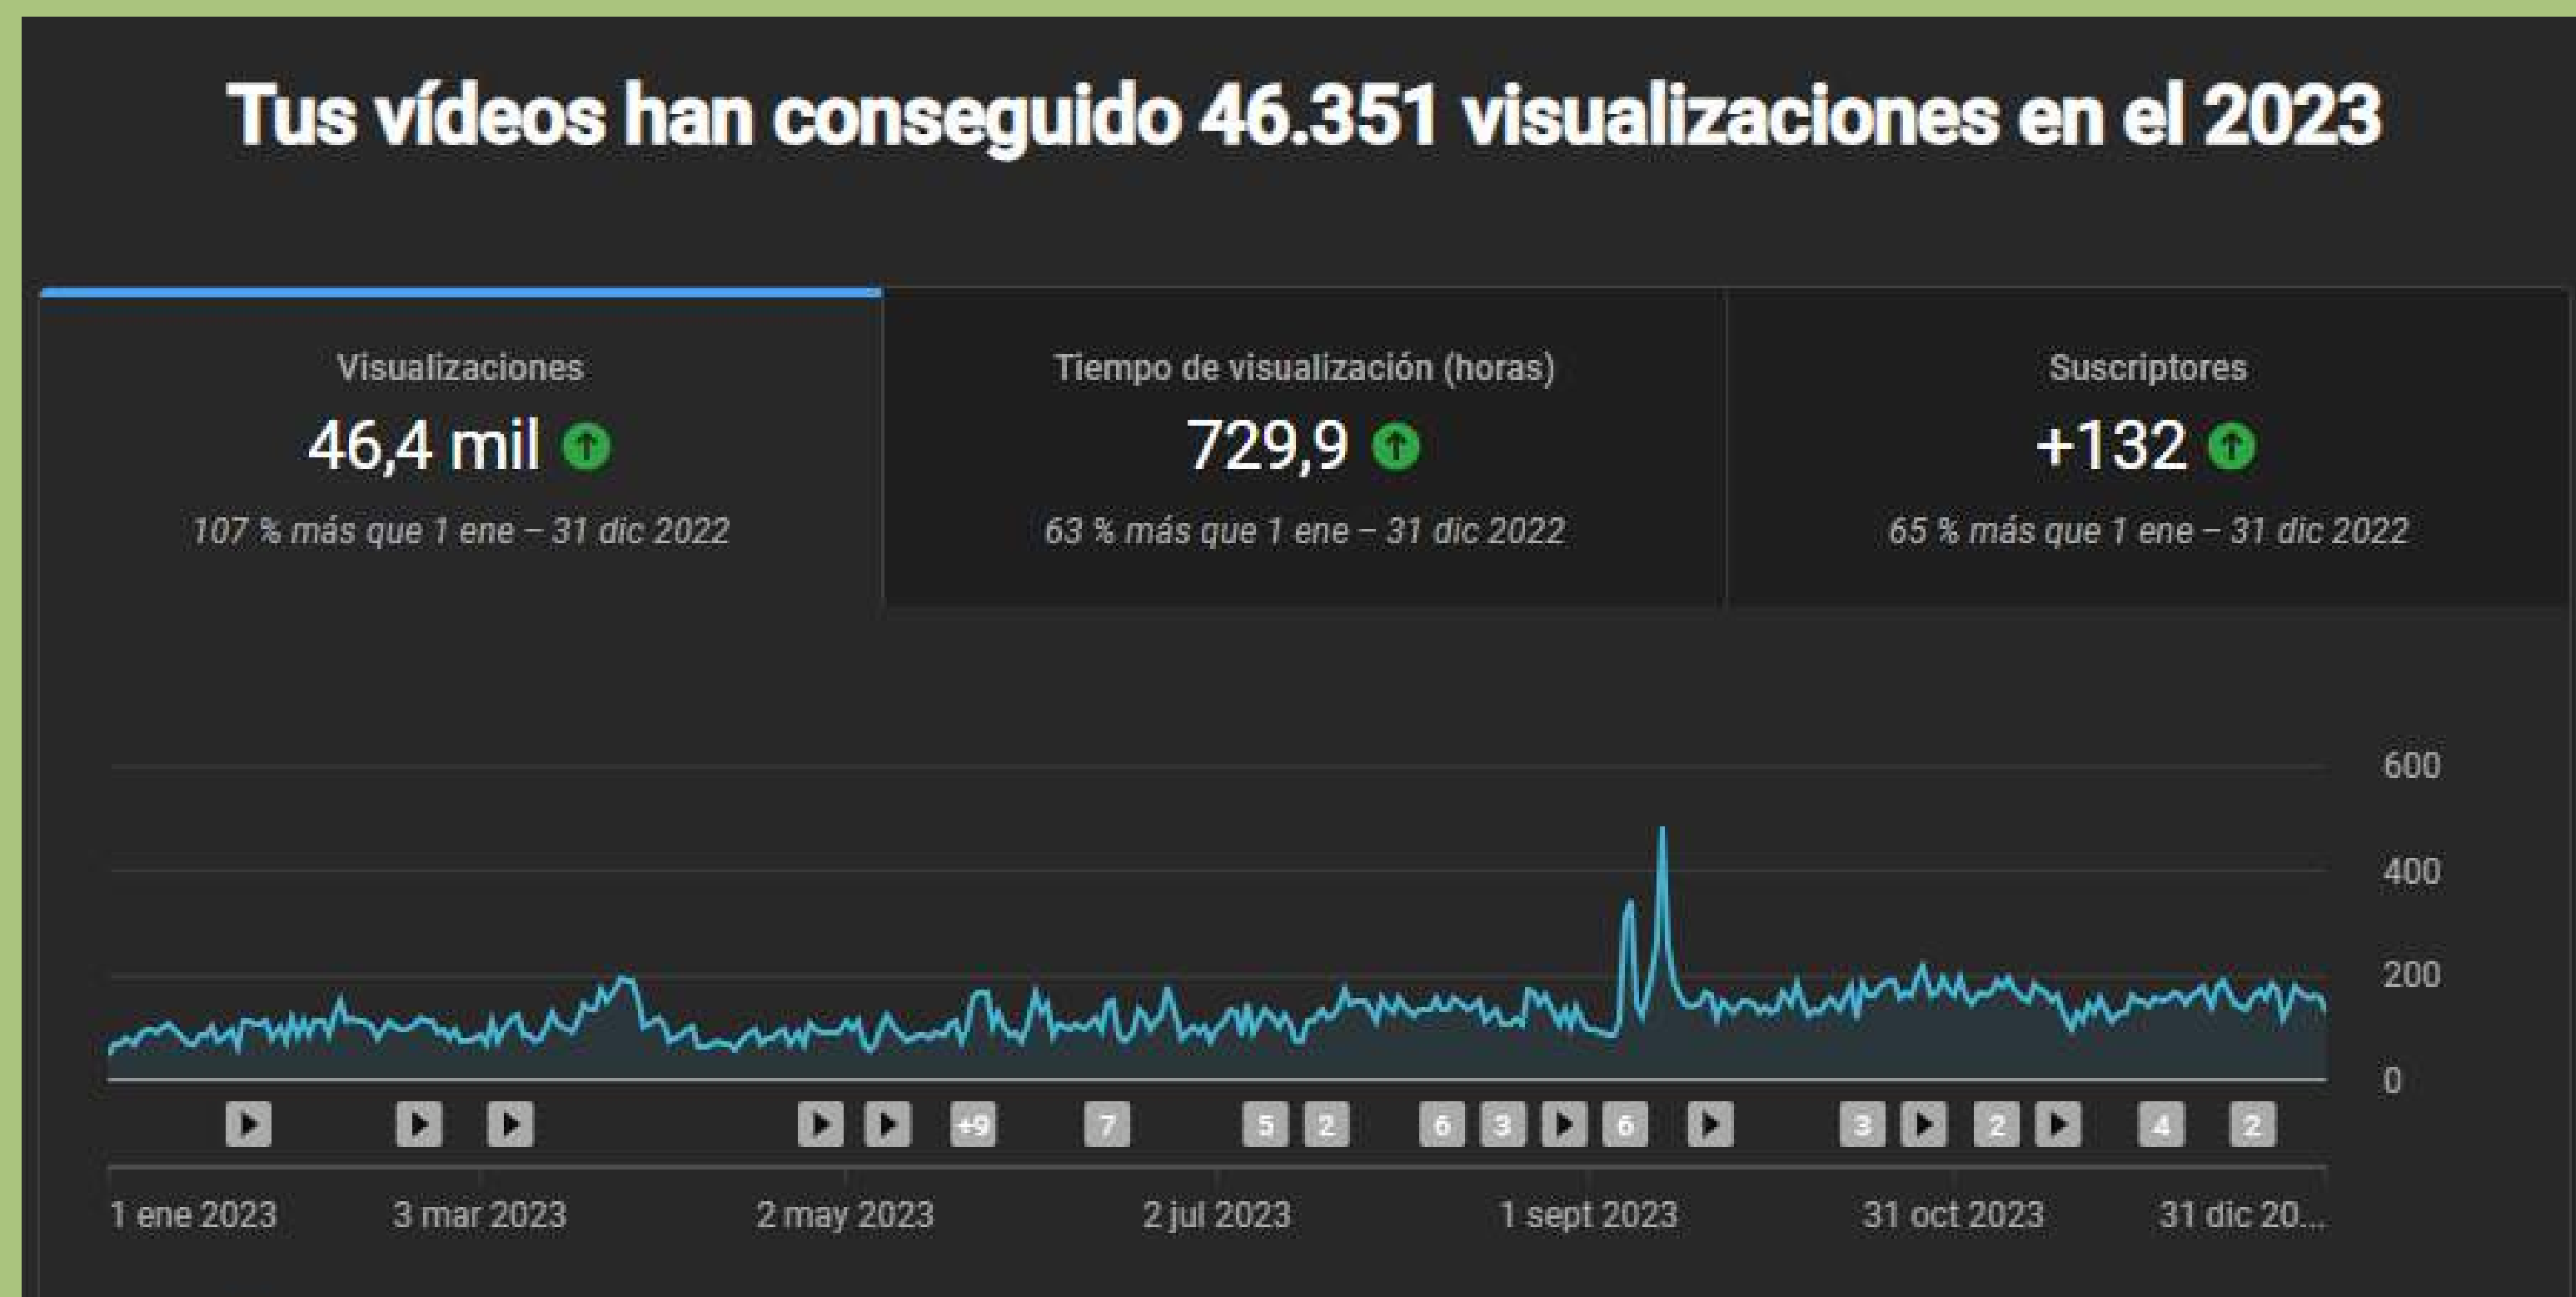 Tus vídeos han conseguido 46.351 visualizaciones en el 2023
Visualizaciones
46,4 mil
107 % más que 1 ene – 31 dic 2022
Tiempo de visualización (horas)
729,9
63 % más que 1 ene – 31 dic 2022
Suscriptores
+132
65 % más que 1 ene – 31 dic 2022
600
400
200
0
+9 7 5 2 6 3 6 3 2 4 2
1 ene 2023 3 mar 2023 2 may 2023 2 jul 2023 1 sept 2023 31 oct 2023 31 dic 20...